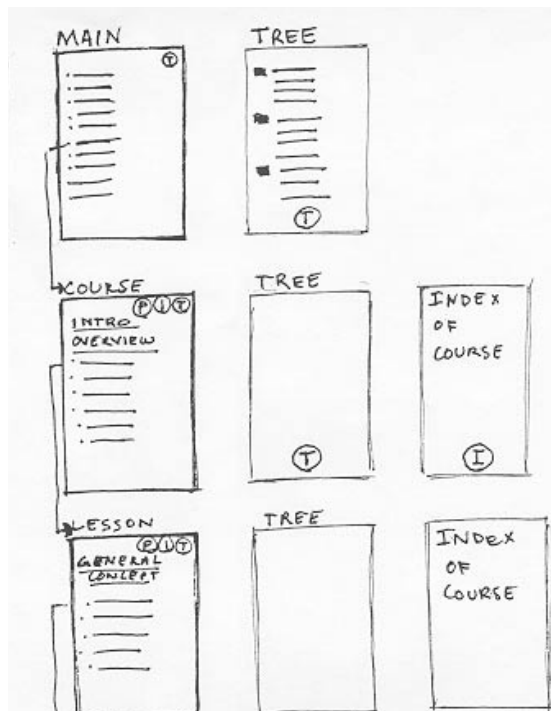 MAIN
TREE
T
T
COURSE
TREE
INDEX
OF
COURSE
P I T
INTRO
OVERVIEW
T
I
LESSON
TREE
P I T
GENERAL
CONCEPT
INDEX
OF
COURSE